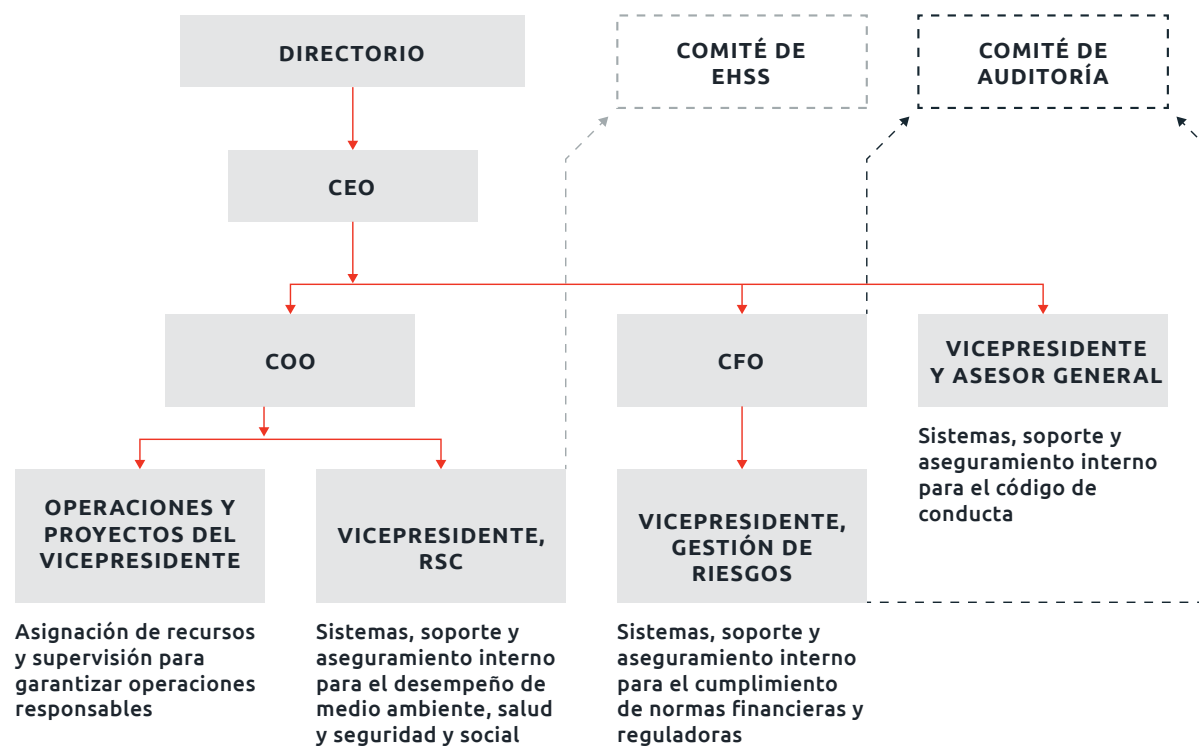 DIRECTORIO
COMITÉ DE
EHSS
COMITÉ DE
AUDITORÍA
CEO
COO
CFO
VICEPRESIDENTE
Y ASESOR GENERAL
Sistemas, soporte y
aseguramiento interno
para el código de
conducta
OPERACIONES Y
PROYECTOS DEL
VICEPRESIDENTE
Asignación de recursos
y supervisión para
garantizar operaciones
responsables
VICEPRESIDENTE,
RSC
Sistemas, soporte y
aseguramiento interno
para el desempeño de
medio ambiente, salud
y seguridad y social
VICEPRESIDENTE,
GESTIÓN DE
RIESGOS
Sistemas, soporte y
aseguramiento interno
para el cumplimiento
de normas financieras y
reguladoras